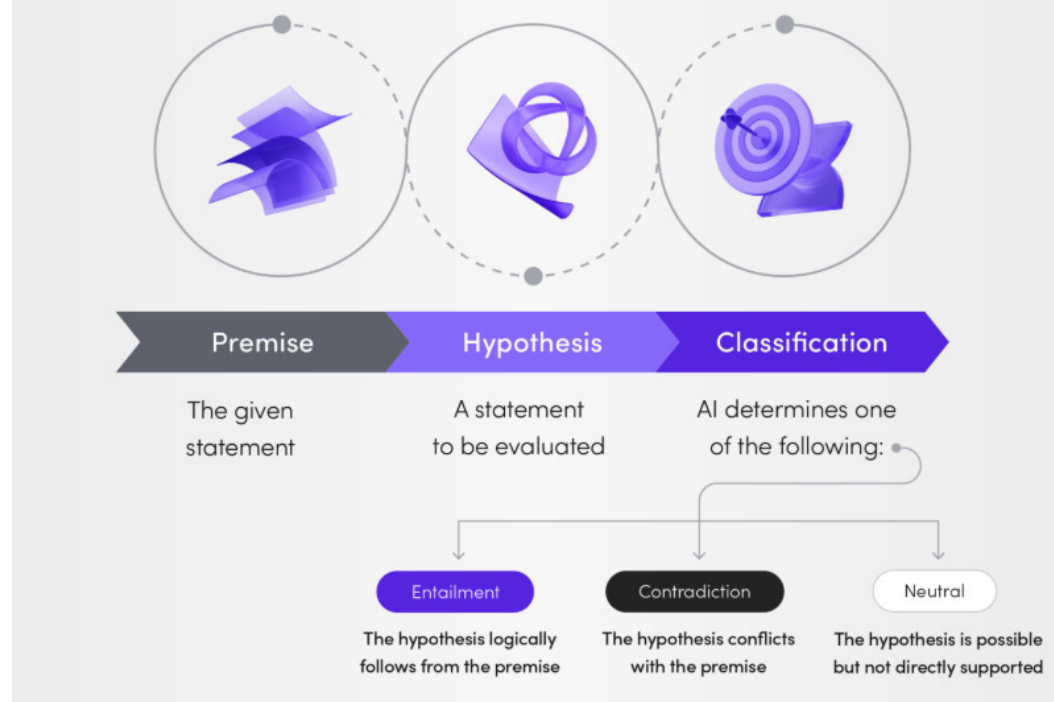 Premise
Hypothesis
Classification
The given
statement
A statement
to be evaluated
AI determines one
of the following:
Entailment
The hypothesis logically
follows from the premise
Contradiction
The hypothesis conflicts
with the premise
Neutral
The hypothesis is possible
but not directly supported